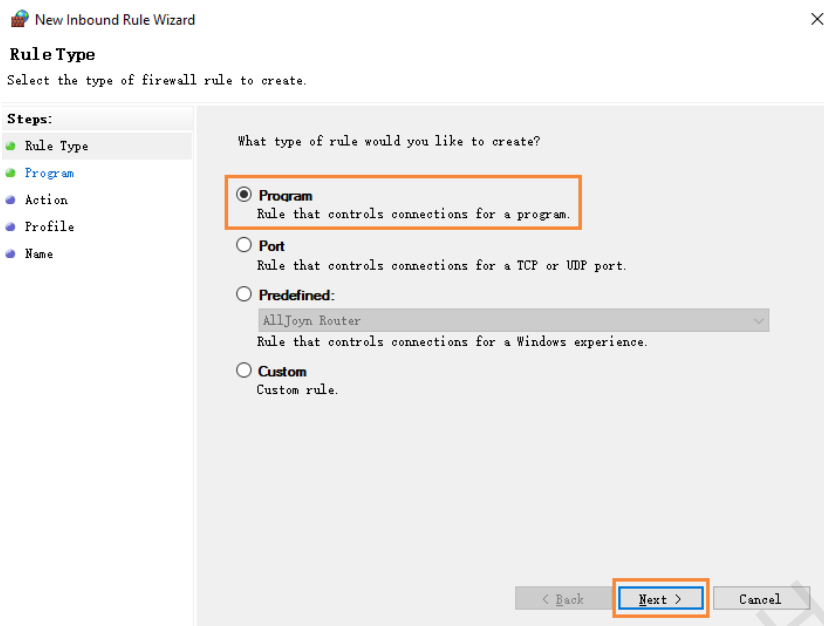 New Inbound Rule Wizard
Rule Type
Select the type of firewall rule to create.
Steps:
Rule Type
Program
Action
Profile
Name
What type of rule would you like to create?
Program
Rule that controls connections for a program.
Port
Rule that controls connections for a TCP or UDP port.
Predefined:
AllJoyn Router
Rule that controls connections for a Windows experience.
Custom
Custom rule.
< Back
Next >
Cancel